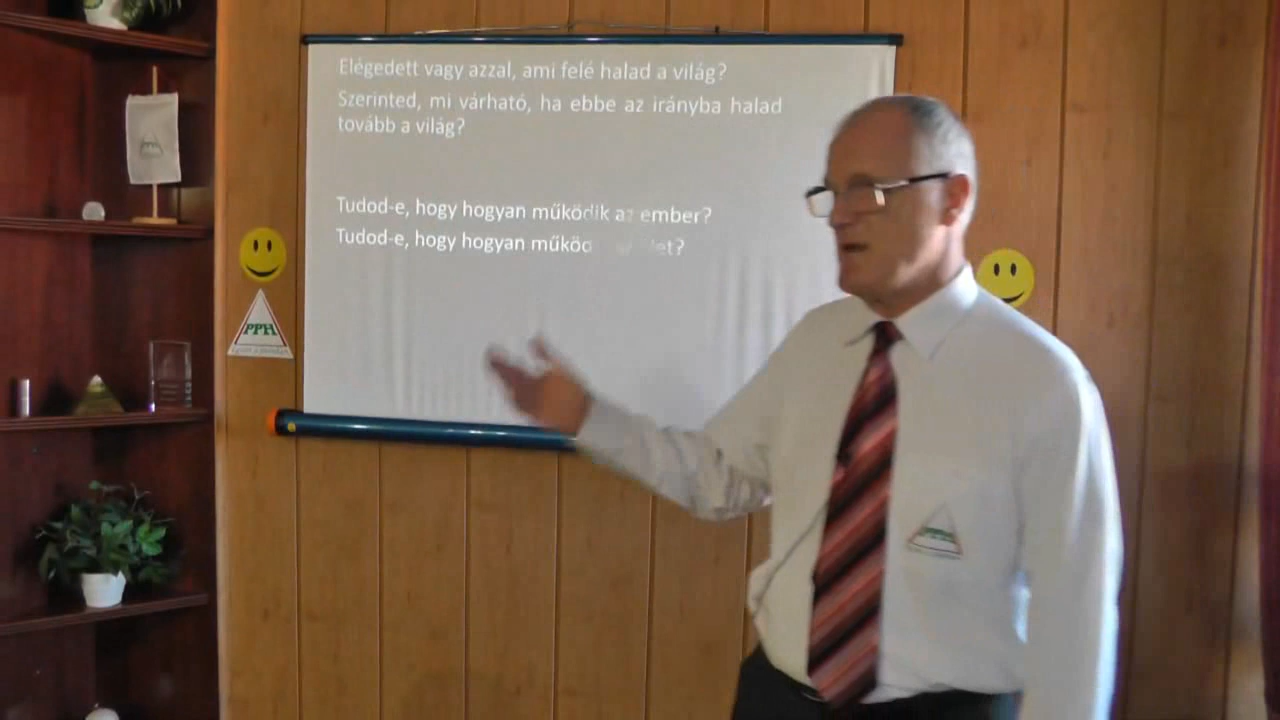 Elégedett vagy azzal, ami felé halad a világ?
Szerinted, mi várható, ha ebbe az irányba halad
tovább a világ?
Tudod-e, hogy hogyan működik az ember?
Tudod-e, hogy hogyan műkö
PPH